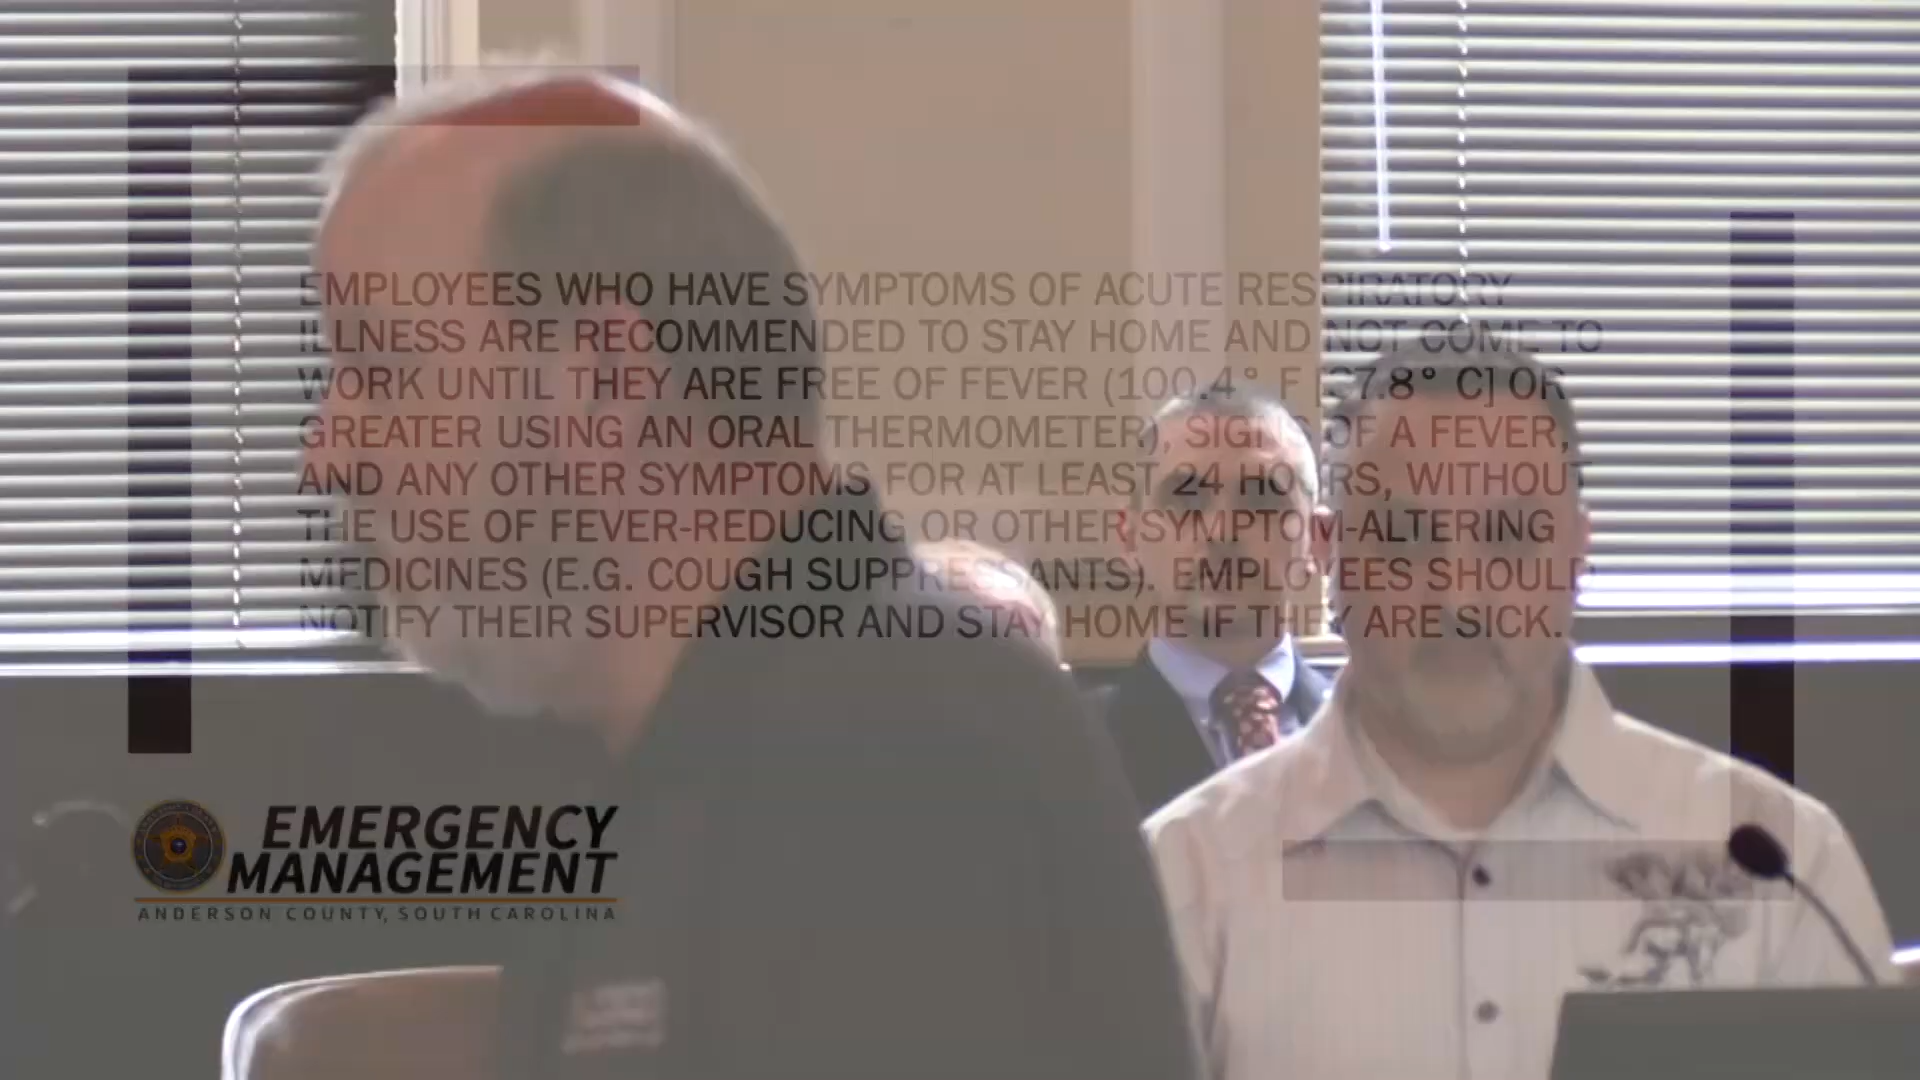 EMPLOYEES WHO HAVE SYMPTOMS OF ACUTE RESPIRATORY
ILLNESS ARE RECOMMENDED TO STAY HOME AND NOT COME TO
WORK UNTIL THEY ARE FREE OF FEVER (100.4° F [37.8° C] OR
GREATER USING AN ORAL THERMOMETER), SIGNS OF A FEVER,
AND ANY OTHER SYMPTOMS FOR AT LEAST 24 HOURS, WITHOUT
THE USE OF FEVER-REDUCING OR OTHER SYMPTOM-ALTERING
MEDICINES (E.G. COUGH SUPPRESSANTS). EMPLOYEES SHOULD
NOTIFY THEIR SUPERVISOR AND STAY HOME IF THEY ARE SICK.
EMERGENCY
MANAGEMENT
ANDERSON COUNTY, SOUTH CAROLINA